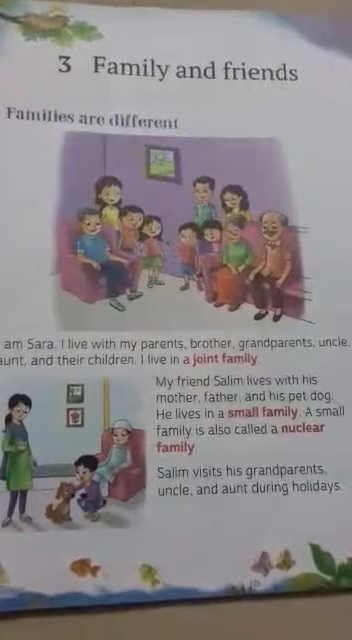 3 Family and friends
Families are different
am Sara. I live with my parents, brother, grandparents, uncle,
aunt, and their children. I live in a joint family.
My friend Salim lives with his
mother, father, and his pet dog.
He lives in a small family. A small
family is also called a nuclear
family.
Salim visits his grandparents,
uncle, and aunt during holidays.